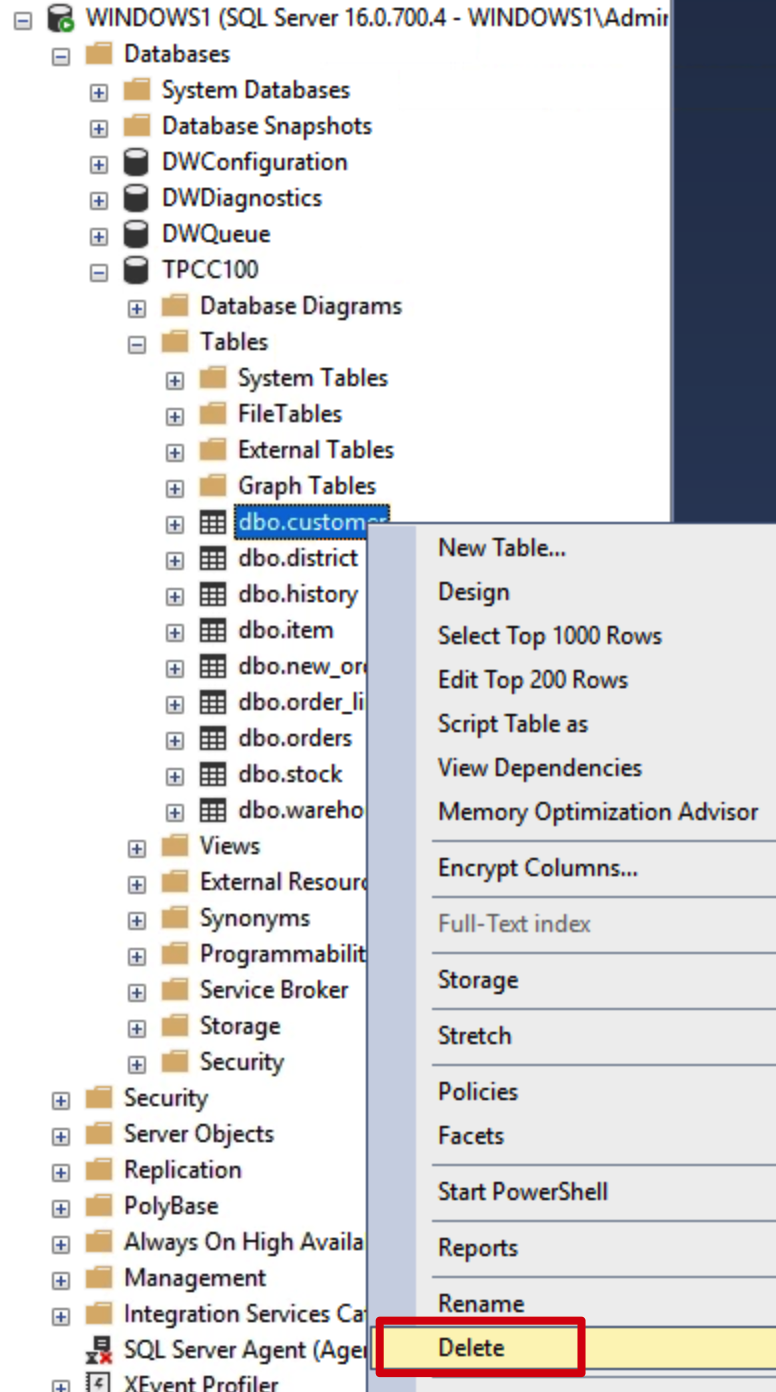 WINDOWS1 (SQL Server 16.0.700.4 - WINDOWS1\Admin
Databases
System Databases
Database Snapshots
DWConfiguration
DWDiagnostics
DWQueue
TPCC100
Database Diagrams
Tables
System Tables
FileTables
External Tables
Graph Tables
dbo.customer
dbo.district
dbo.history
dbo.item
dbo.new_ord
dbo.order_li
dbo.orders
dbo.stock
dbo.wareho
Views
External Resourc
Synonyms
Programmabilit
Service Broker
Storage
Security
Security
Server Objects
Replication
PolyBase
Always On High Availa
Management
Integration Services Cat
SQL Server Agent (Agen
XEvent Profiler
New Table...
Design
Select Top 1000 Rows
Edit Top 200 Rows
Script Table as
View Dependencies
Memory Optimization Advisor
Encrypt Columns...
Full-Text index
Storage
Stretch
Policies
Facets
Start PowerShell
Reports
Rename
Delete